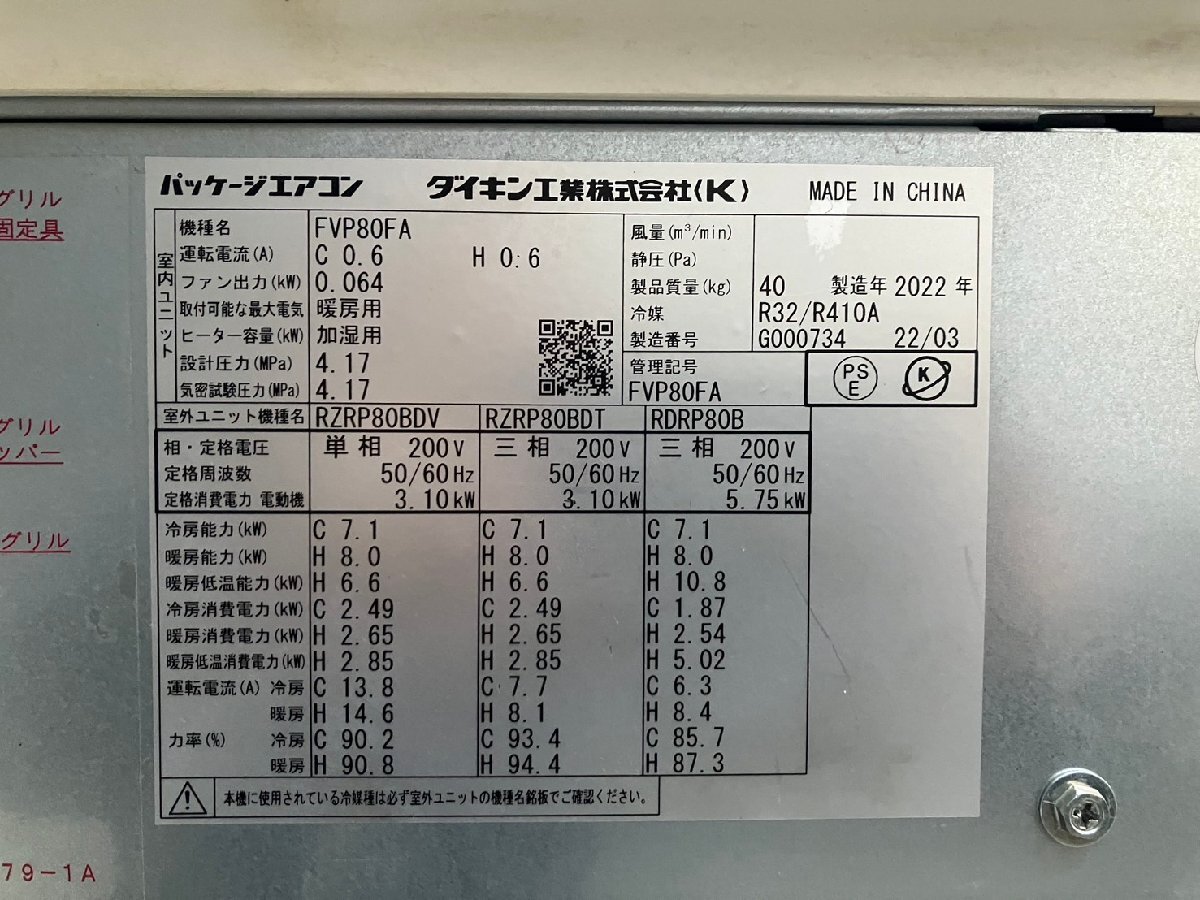 グリル
固定具
グリル
ッパー
グリル
79-1A
パッケージエアコン ダイキン工業株式会社(K) MADE IN CHINA
室内ユニット
機種名 FVP80FA
運転電流(A) C 0.6 H 0.6
ファン出力(kW) 0.064
取付可能な最大電気 暖房用
ヒーター容量(kW) 加湿用
設計圧力(MPa) 4.17
気密試験圧力(MPa) 4.17
風量(m³/min)
静圧(Pa)
製品質量(kg) 40 製造年 2022 年
冷媒 R32/R410A
製造番号 G000734 22/03
管理記号
FVP80FA
PS
E
K
室外ユニット機種名 RZRP80BDV RZRP80BDT RDRP80B
相・定格電圧 単相 200V 三相 200V 三相 200V
定格周波数 50/60Hz 50/60Hz 50/60Hz
定格消費電力 電動機 3.10kW 3.10kW 5.75kW
冷房能力(kW) C 7.1 C 7.1 C 7.1
暖房能力(kW) H 8.0 H 8.0 H 8.0
暖房低温能力(kW) H 6.6 H 6.6 H 10.8
冷房消費電力(kW) C 2.49 C 2.49 C 1.87
暖房消費電力(kW) H 2.65 H 2.65 H 2.54
暖房低温消費電力(kW) H 2.85 H 2.85 H 5.02
運転電流(A) 冷房 C 13.8 C 7.7 C 6.3
暖房 H 14.6 H 8.1 H 8.4
力率(%) 冷房 C 90.2 C 93.4 C 85.7
暖房 H 90.8 H 94.4 H 87.3
本機に使用されている冷媒種は必ず室外ユニットの機種名銘板でご確認ください。